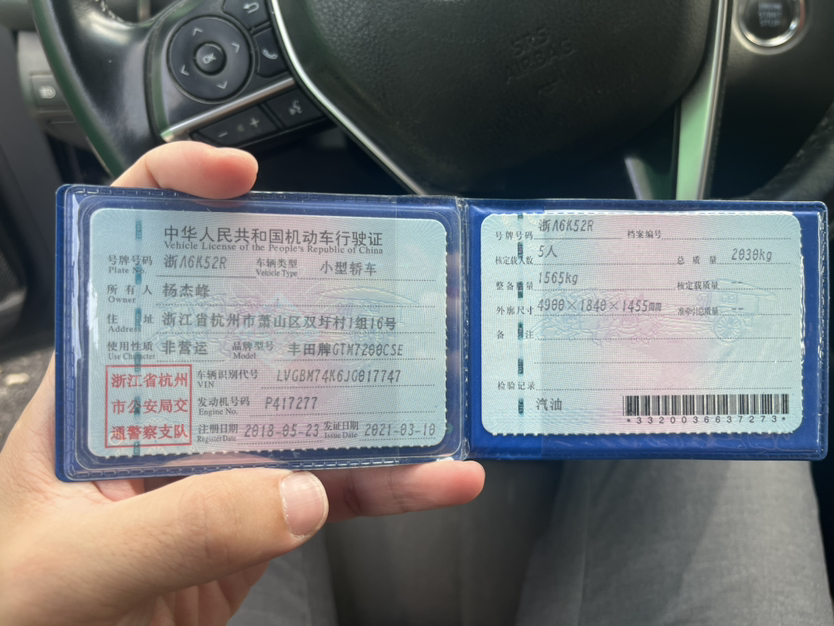 OK
SRS
AIRBAG
中华人民共和国机动车行驶证
Vehicle License of the People's Republic of China
号牌号码 浙A6K52R 车辆类型 小型轿车
Plate No. Vehicle Type
所有人 杨杰峰
Owner
住址 浙江省杭州市萧山区双圩村1组16号
Address
使用性质 非营运 品牌型号 丰田牌GTM7200CSE
Use Character Model
浙江省杭州
市公安局交
通警察支队
车辆识别代号 LVGBM74K6JG017747
VIN
发动机号码 P417277
Engine No.
注册日期 2018-05-23 发证日期 2021-03-10
Register Date Issue Date
号牌号码 浙A6K52R 档案编号
核定载人数 5人 总质量 2030kg
整备质量 1565kg 核定载质量 --
外廓尺寸 4900×1840×1455mm 准牵引总质量 --
备注
检验记录
汽油
*3320036637273*